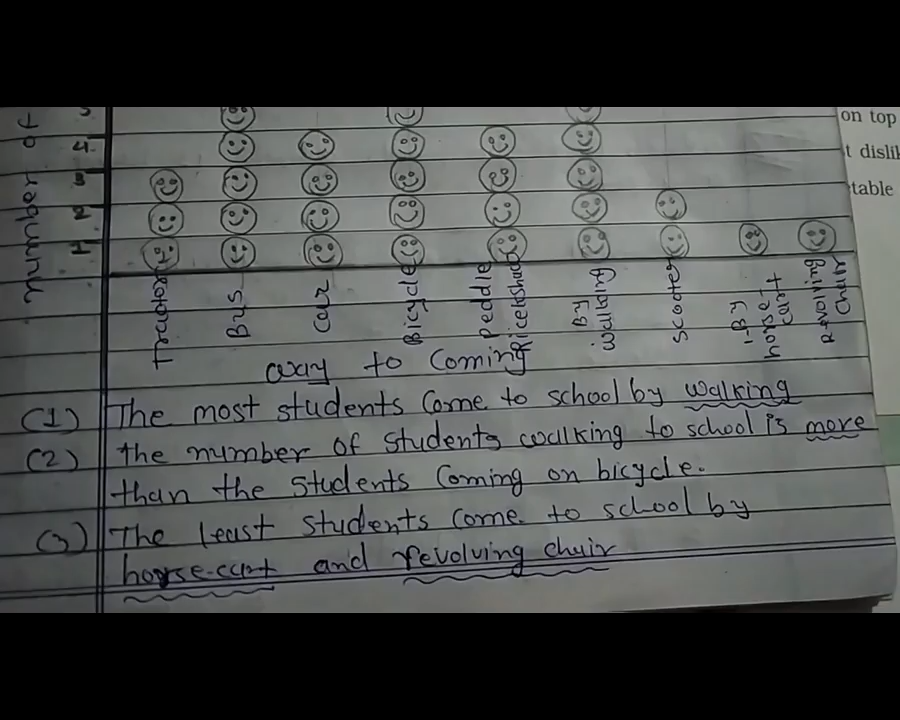 on top
t dislik
table
number of
5
4
3
2
1
Tractor
Bus
Car
Bicycle
Peddle Rickshaw
By walking
Scooter
By horse-cart
Revolving chair
way to Coming
(1) The most students Come to school by walking
(2) the number of students walking to school is more
than the students Coming on bicycle.
(3) The least students Come to school by
horse-cart and revolving chair